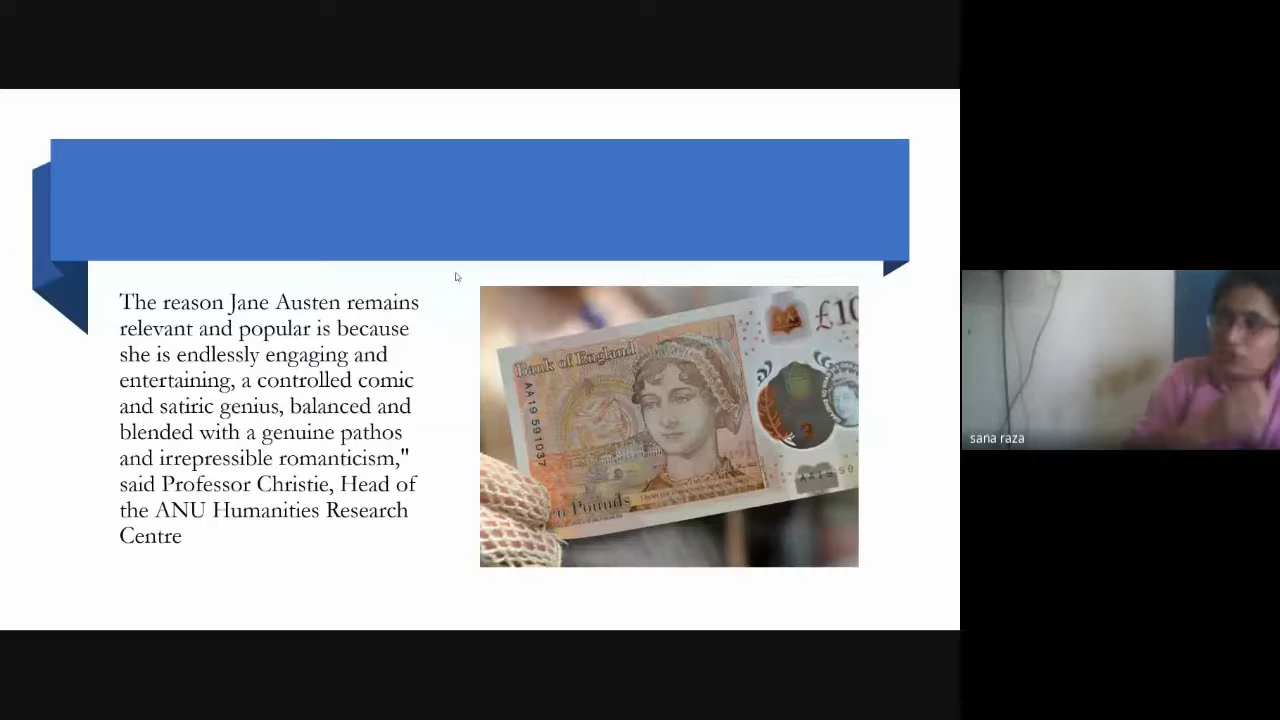 The reason Jane Austen remains
relevant and popular is because
she is endlessly engaging and
entertaining, a controlled comic
and satiric genius, balanced and
blended with a genuine pathos
and irrepressible romanticism,"
said Professor Christie, Head of
the ANU Humanities Research
Centre
£10
Bank of England
AA19 591037
n Pounds
sana raza